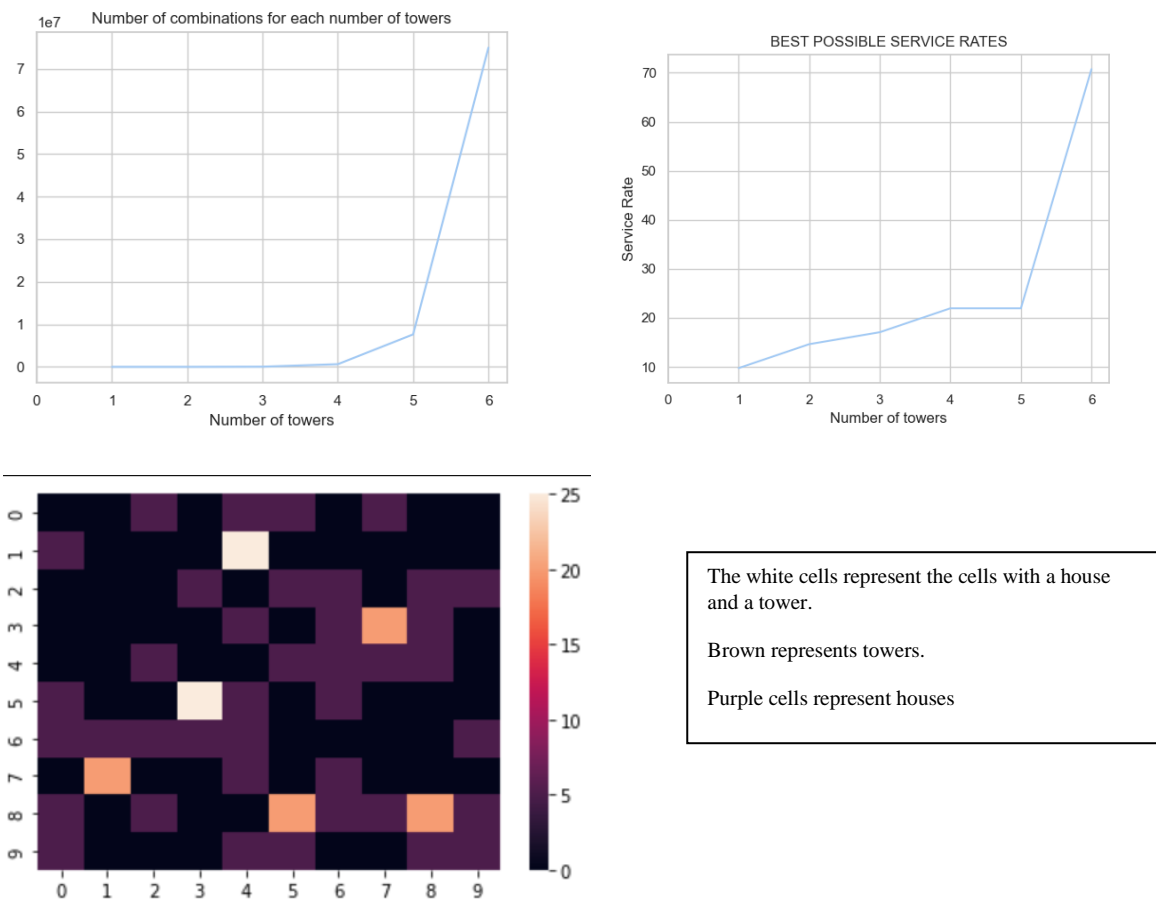 Number of combinations for each number of towers
1e7
7
6
5
4
3
2
1
0
0 1 2 3 4 5 6
Number of towers
BEST POSSIBLE SERVICE RATES
Service Rate
70
60
50
40
30
20
10
0 1 2 3 4 5 6
Number of towers
0
1
2
3
4
5
6
7
8
9
0 1 2 3 4 5 6 7 8 9
25
20
15
10
5
0
The white cells represent the cells with a house
and a tower.
Brown represents towers.
Purple cells represent houses